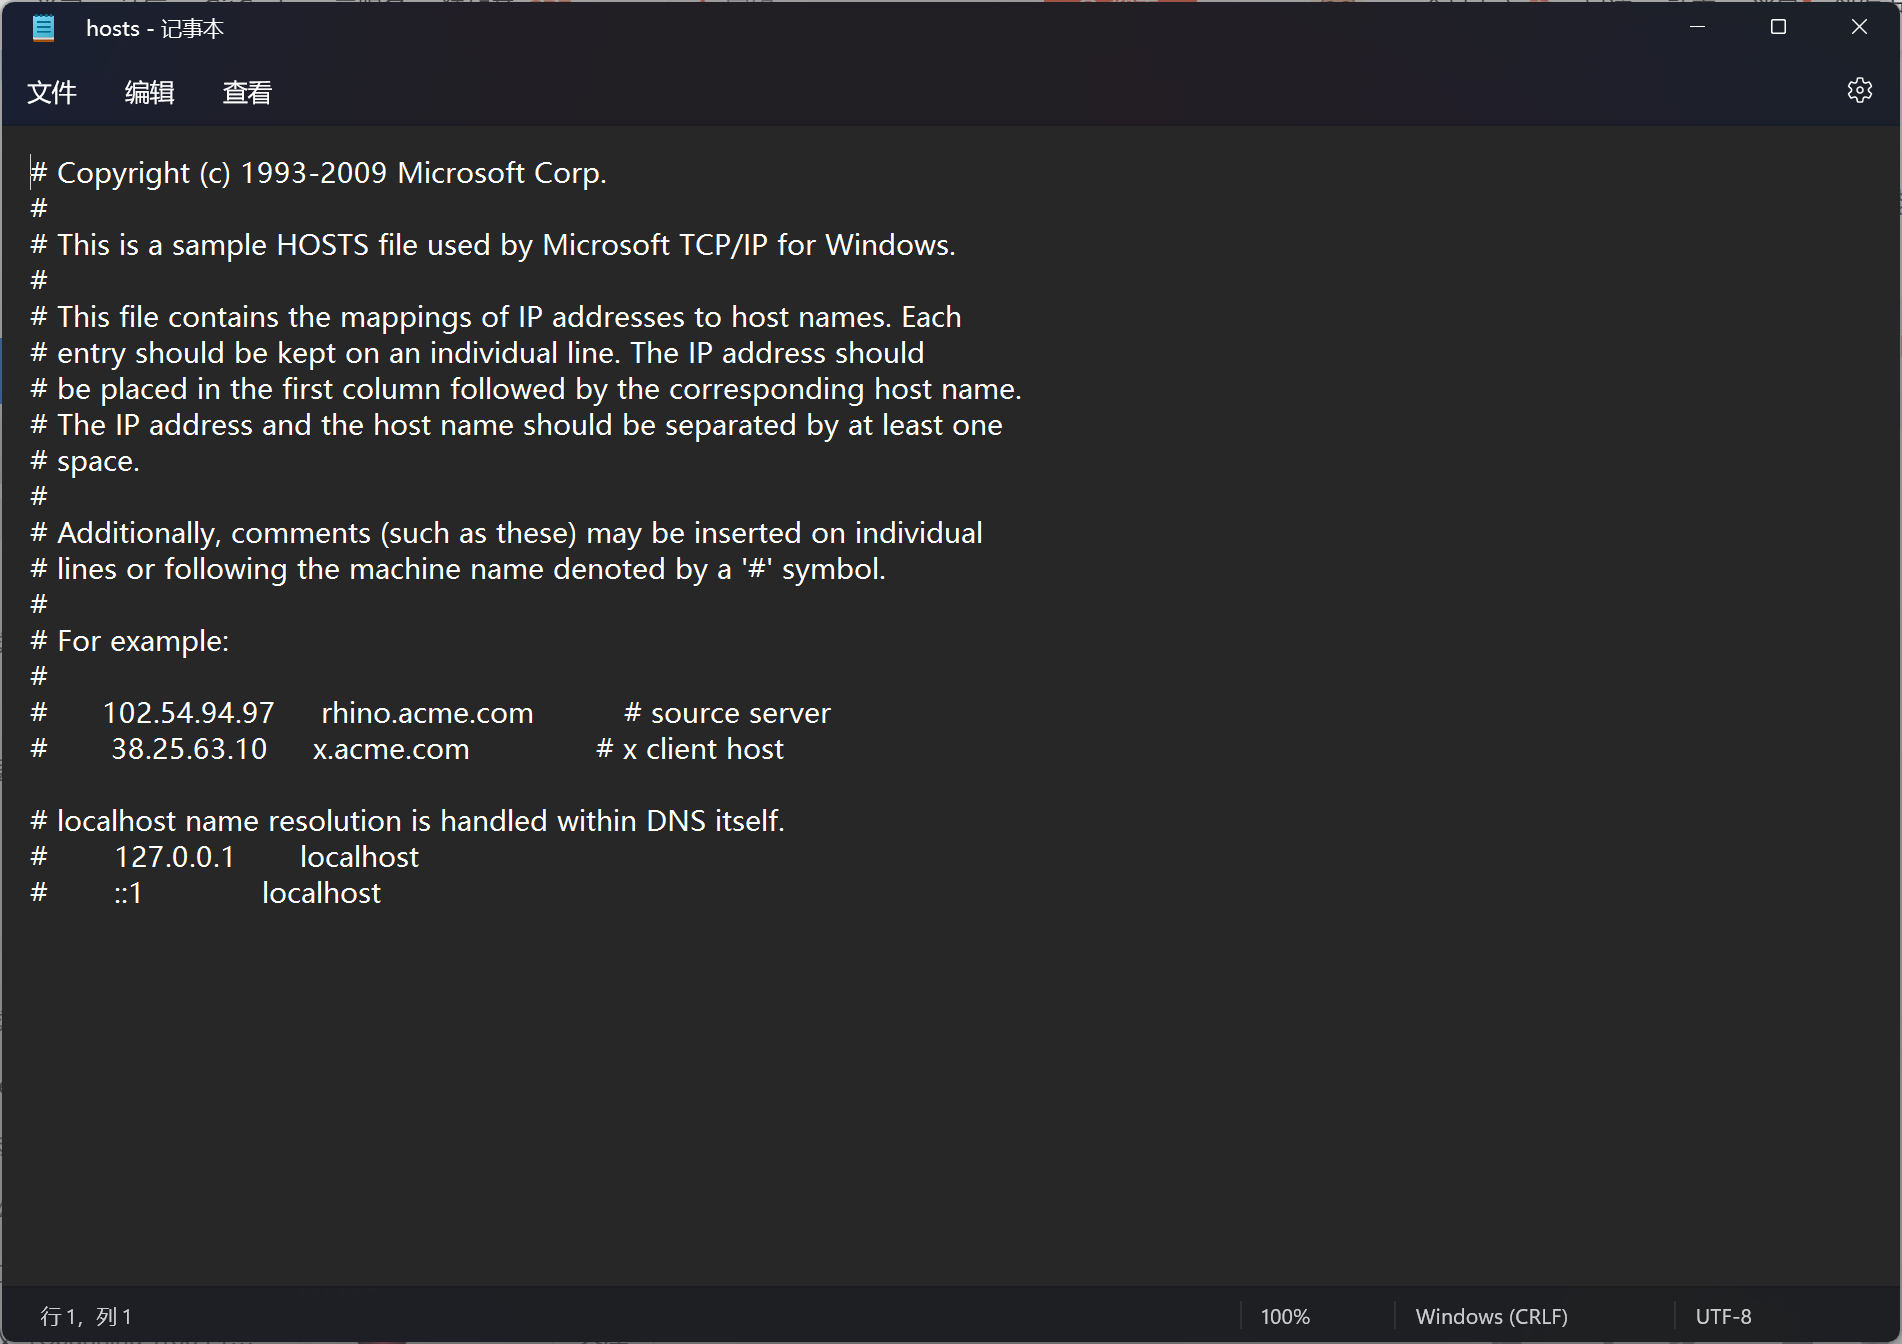 hosts - 记事本
文件 编辑 查看
# Copyright (c) 1993-2009 Microsoft Corp.
#
# This is a sample HOSTS file used by Microsoft TCP/IP for Windows.
#
# This file contains the mappings of IP addresses to host names. Each
# entry should be kept on an individual line. The IP address should
# be placed in the first column followed by the corresponding host name.
# The IP address and the host name should be separated by at least one
# space.
#
# Additionally, comments (such as these) may be inserted on individual
# lines or following the machine name denoted by a '#' symbol.
#
# For example:
#
# 102.54.94.97 rhino.acme.com # source server
# 38.25.63.10 x.acme.com # x client host
# localhost name resolution is handled within DNS itself.
# 127.0.0.1 localhost
# ::1 localhost
行 1, 列 1 100% Windows (CRLF) UTF-8